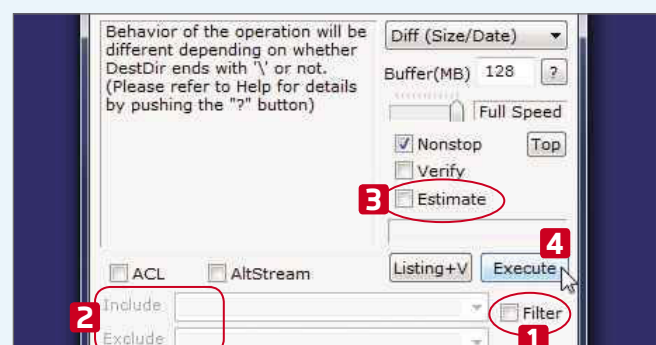 Behavior of the operation will be
different depending on whether
DestDir ends with '\' or not.
(Please refer to Help for details
by pushing the "?" button)
Diff (Size/Date)
Buffer(MB) 128 ?
Full Speed
Nonstop Top
Verify
3 Estimate
4
ACL AltStream Listing+V Execute
2 Include Filter
1
Exclude